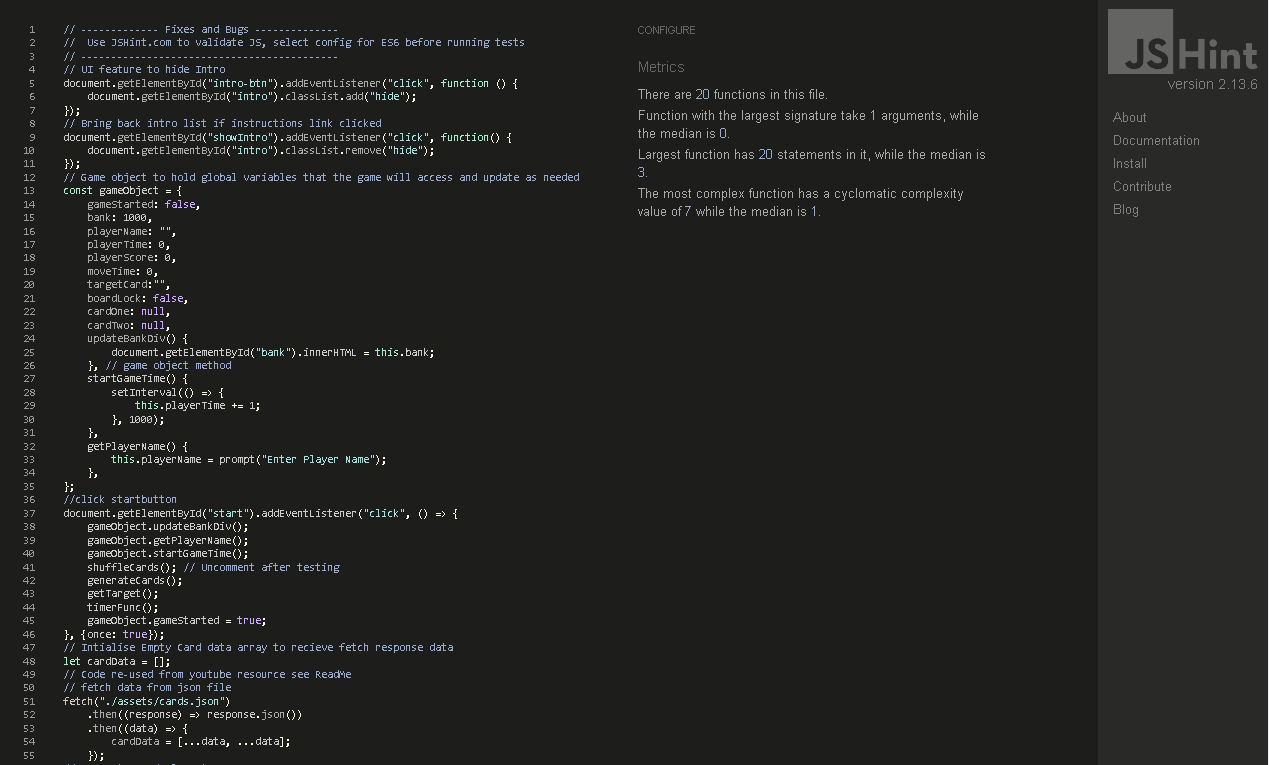 1 // ------------- Fixes and Bugs --------------
2 //  Use JSHint.com to validate JS, select config for ES6 before running tests
3 // -------------------------------------------
4 // UI feature to hide Intro
5 document.getElementById("intro-btn").addEventListener("click", function () {
6     document.getElementById("intro").classList.add("hide");
7 });
8 // Bring back intro list if instructions link clicked
9 document.getElementById("showIntro").addEventListener("click", function() {
10     document.getElementById("intro").classList.remove("hide");
11 });
12 // Game object to hold global variables that the game will access and update as needed
13 const gameObject = {
14     gameStarted: false,
15     bank: 1000,
16     playerName: "",
17     playerTime: 0,
18     playerScore: 0,
19     moveTime: 0,
20     targetCard:"",
21     boardLock: false,
22     cardOne: null,
23     cardTwo: null,
24     updateBankDiv() {
25         document.getElementById("bank").innerHTML = this.bank;
26     }, // game object method
27     startGameTime() {
28         setInterval(() => {
29             this.playerTime += 1;
30         }, 1000);
31     },
32     getPlayerName() {
33         this.playerName = prompt("Enter Player Name");
34     },
35 };
36 //click startbutton
37 document.getElementById("start").addEventListener("click", () => {
38     gameObject.updateBankDiv();
39     gameObject.getPlayerName();
40     gameObject.startGameTime();
41     shuffleCards(); // Uncomment after testing
42     generateCards();
43     getTarget();
44     timerFunc();
45     gameObject.gameStarted = true;
46 }, {once: true});
47 // Intialise Empty Card data array to recieve fetch response data
48 let cardData = [];
49 // Code re-used from youtube resource see ReadMe
50 // fetch data from json file
51 fetch("./assets/cards.json")
52     .then((response) => response.json())
53     .then((data) => {
54         cardData = [...data, ...data];
55     });
CONFIGURE
Metrics
There are 20 functions in this file.
Function with the largest signature take 1 arguments, while
the median is 0.
Largest function has 20 statements in it, while the median is
3.
The most complex function has a cyclomatic complexity
value of 7 while the median is 1.
JSHint
version 2.13.6
About
Documentation
Install
Contribute
Blog